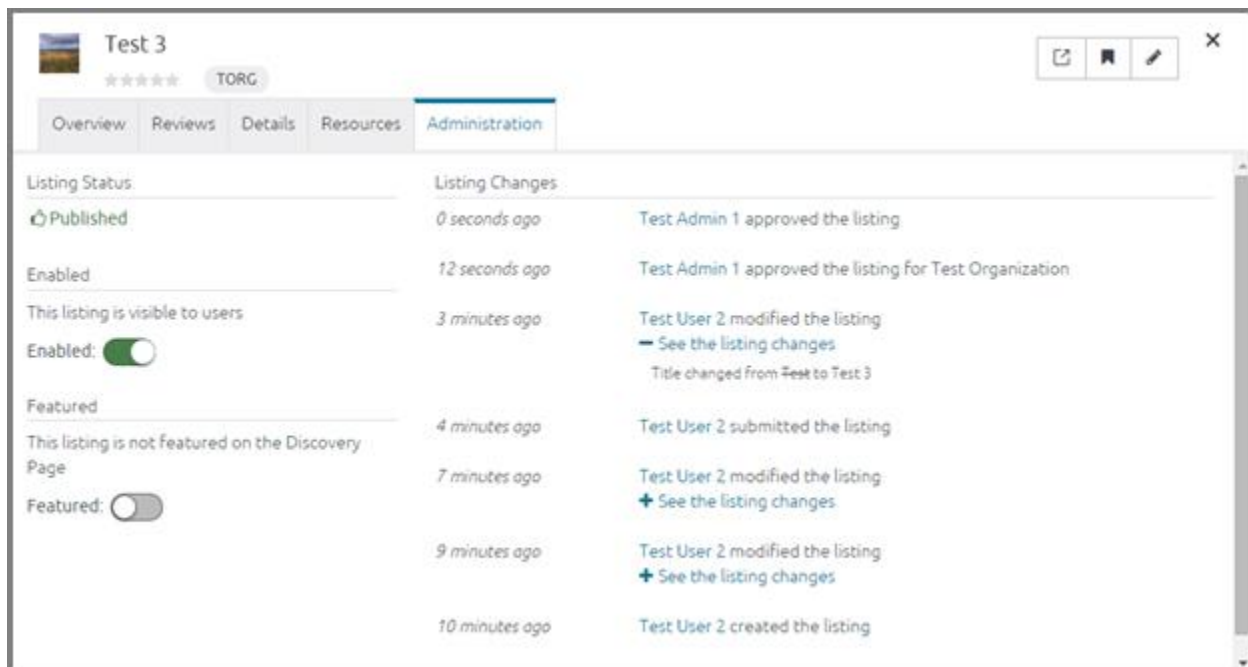 Test 3
TORG
Overview Reviews Details Resources Administration
Listing Status
Published
Enabled
This listing is visible to users
Enabled:
Featured
This listing is not featured on the Discovery
Page
Featured:
Listing Changes
0 seconds ago Test Admin 1 approved the listing
12 seconds ago Test Admin 1 approved the listing for Test Organization
3 minutes ago Test User 2 modified the listing
See the listing changes
Title changed from Test to Test 3
4 minutes ago Test User 2 submitted the listing
7 minutes ago Test User 2 modified the listing
See the listing changes
9 minutes ago Test User 2 modified the listing
See the listing changes
10 minutes ago Test User 2 created the listing